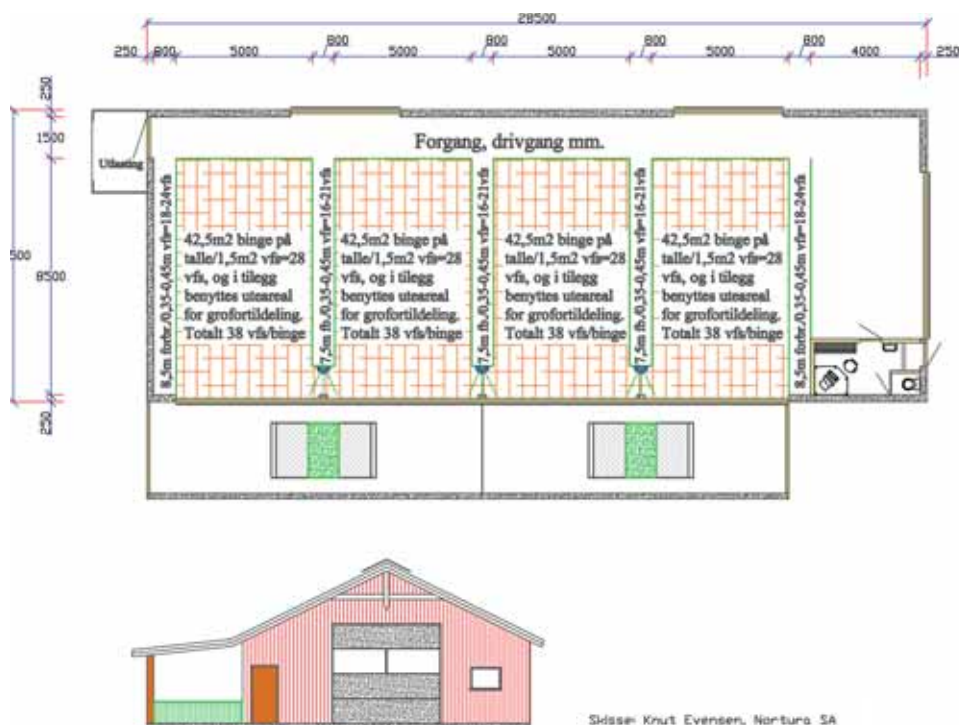 28500
250 800 5000 800 5000 800 5000 800 5000 800 4000 250
250
1500
8500
250
500
Utlasting
Forgang, drivgang mm.
8,5m forbr./0,35-0,45m vfs=18-24vfs
42,5m2 binge på
talle/1,5m2 vfs=28
vfs, og i tilegg
benyttes uteareal
for grofortildeling.
Totalt 38 vfs/binge
7,5m fb./0,35-0,45m vfs=16-21vfs
42,5m2 binge på
talle/1,5m2 vfs=28
vfs, og i tilegg
benyttes uteareal
for grofortildeling.
Totalt 38 vfs/binge
7,5m fb./0,35-0,45m vfs=16-21vfs
42,5m2 binge på
talle/1,5m2 vfs=28
vfs, og i tilegg
benyttes uteareal
for grofortildeling.
Totalt 38 vfs/binge
7,5m fb./0,35-0,45m vfs=16-21vfs
42,5m2 binge på
talle/1,5m2 vfs=28
vfs, og i tilegg
benyttes uteareal
for grofortildeling.
Totalt 38 vfs/binge
8,5m forbr./0,35-0,45m vfs=18-24vfs
Skisse: Knut Evensen, Nortura SA